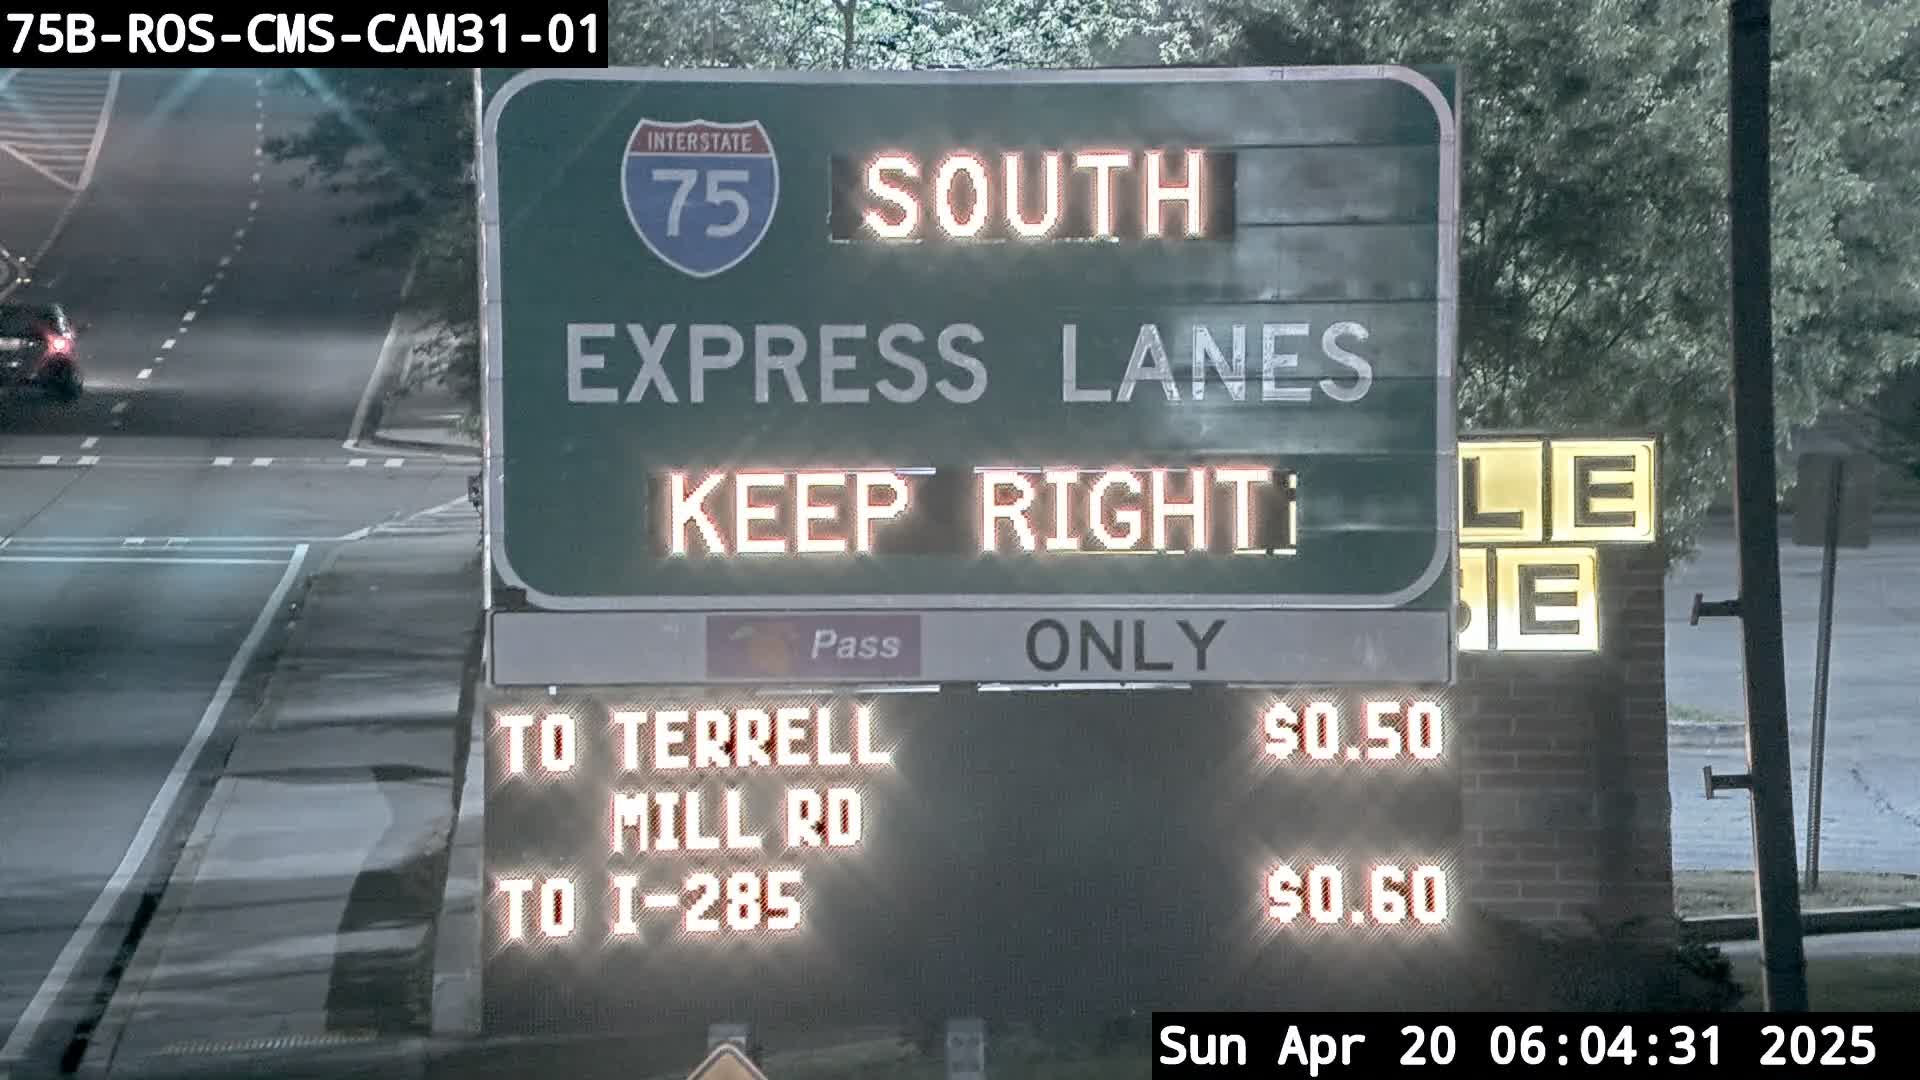 75B-ROS-CMS-CAM31-01
INTERSTATE
75
SOUTH
EXPRESS LANES
KEEP RIGHT
Pass ONLY
TO TERRELL $0.50
MILL RD
TO I-285 $0.60
LE
E
Sun Apr 20 06:04:31 2025